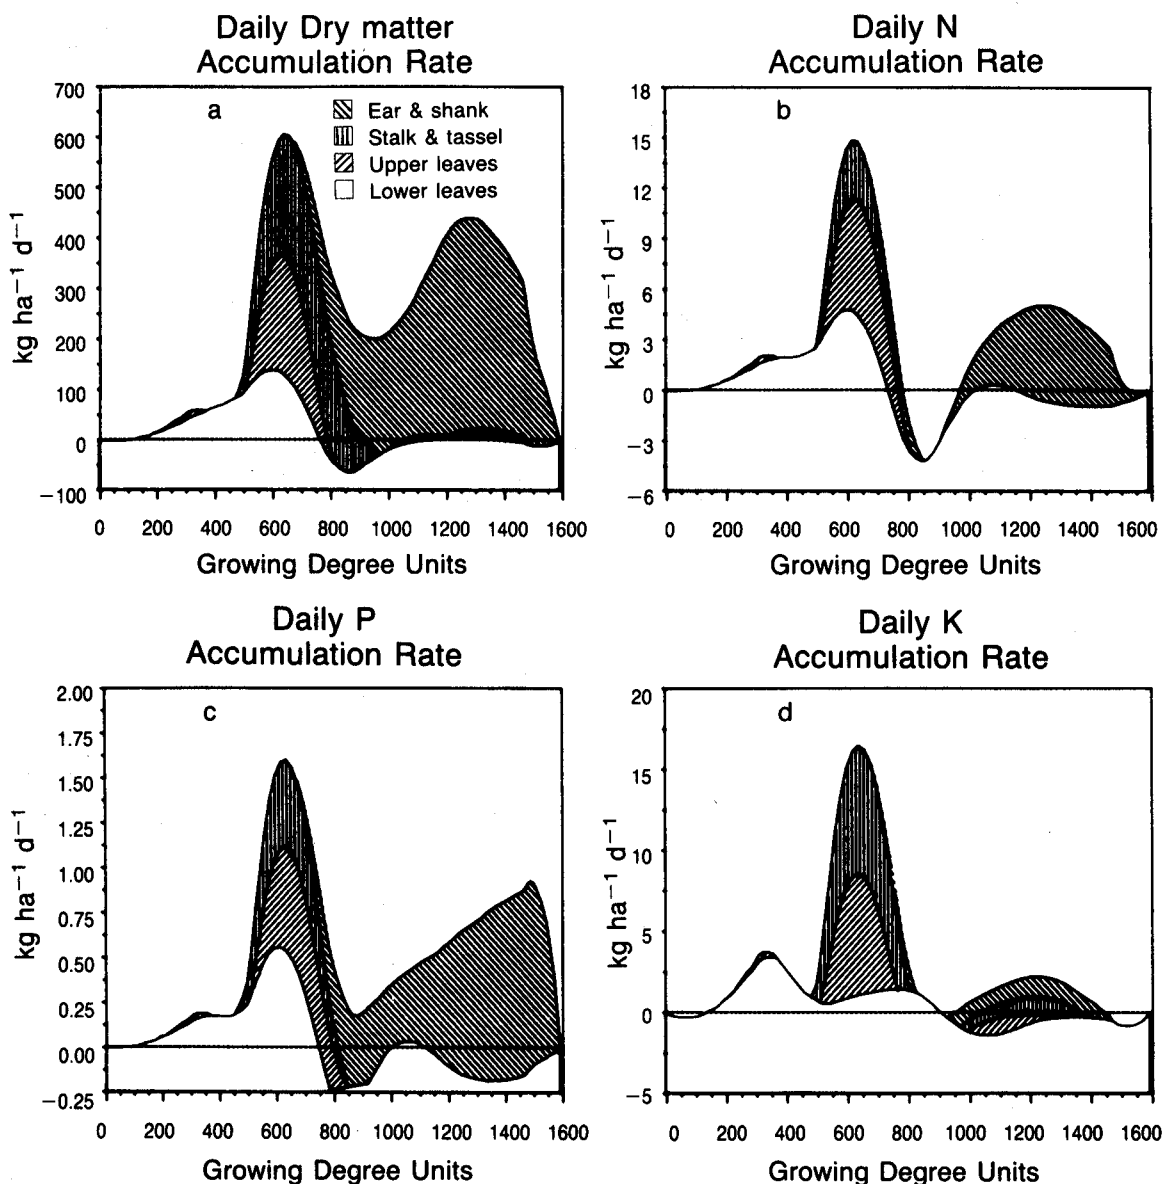 Daily Dry matter
Accumulation Rate
a
Ear & shank
Stalk & tassel
Upper leaves
Lower leaves
kg ha⁻¹ d⁻¹
700
600
500
400
300
200
100
0
−100
0 200 400 600 800 1000 1200 1400 1600
Growing Degree Units
Daily N
Accumulation Rate
b
kg ha⁻¹ d⁻¹
18
15
12
9
6
3
0
−3
−6
0 200 400 600 800 1000 1200 1400 1600
Growing Degree Units
Daily P
Accumulation Rate
c
kg ha⁻¹ d⁻¹
2.00
1.75
1.50
1.25
1.00
0.75
0.50
0.25
0.00
−0.25
0 200 400 600 800 1000 1200 1400 1600
Growing Degree Units
Daily K
Accumulation Rate
d
kg ha⁻¹ d⁻¹
20
15
10
5
0
−5
0 200 400 600 800 1000 1200 1400 1600
Growing Degree Units